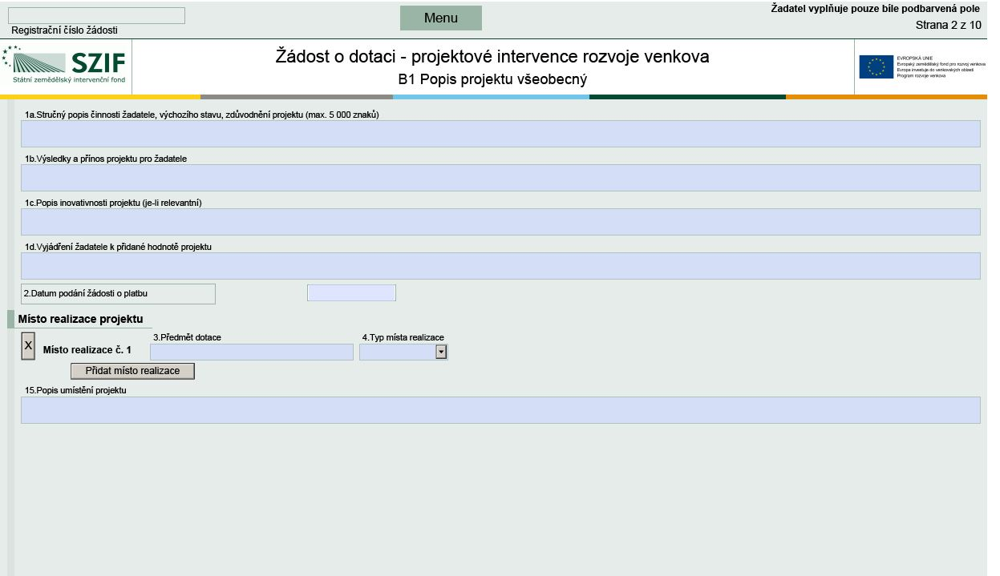 Registrační číslo žádosti
Menu
Žadatel vyplňuje pouze bíle podbarvená pole
Strana 2 z 10
SZIF
Státní zemědělský intervenční fond
Žádost o dotaci - projektové intervence rozvoje venkova
B1 Popis projektu všeobecný
EVROPSKÁ UNIE
Evropský zemědělský fond pro rozvoj venkova
Evropa investuje do venkovských oblastí
Program rozvoje venkova
1a.Stručný popis činnosti žadatele, výchozího stavu, zdůvodnění projektu (max. 5 000 znaků)
1b.Výsledky a přínos projektu pro žadatele
1c.Popis inovativnosti projektu (je-li relevantní)
1d.Vyjádření žadatele k přidané hodnotě projektu
2.Datum podání žádosti o platbu
Místo realizace projektu
X
Místo realizace č. 1
3.Předmět dotace
4.Typ místa realizace
Přidat místo realizace
15.Popis umístění projektu